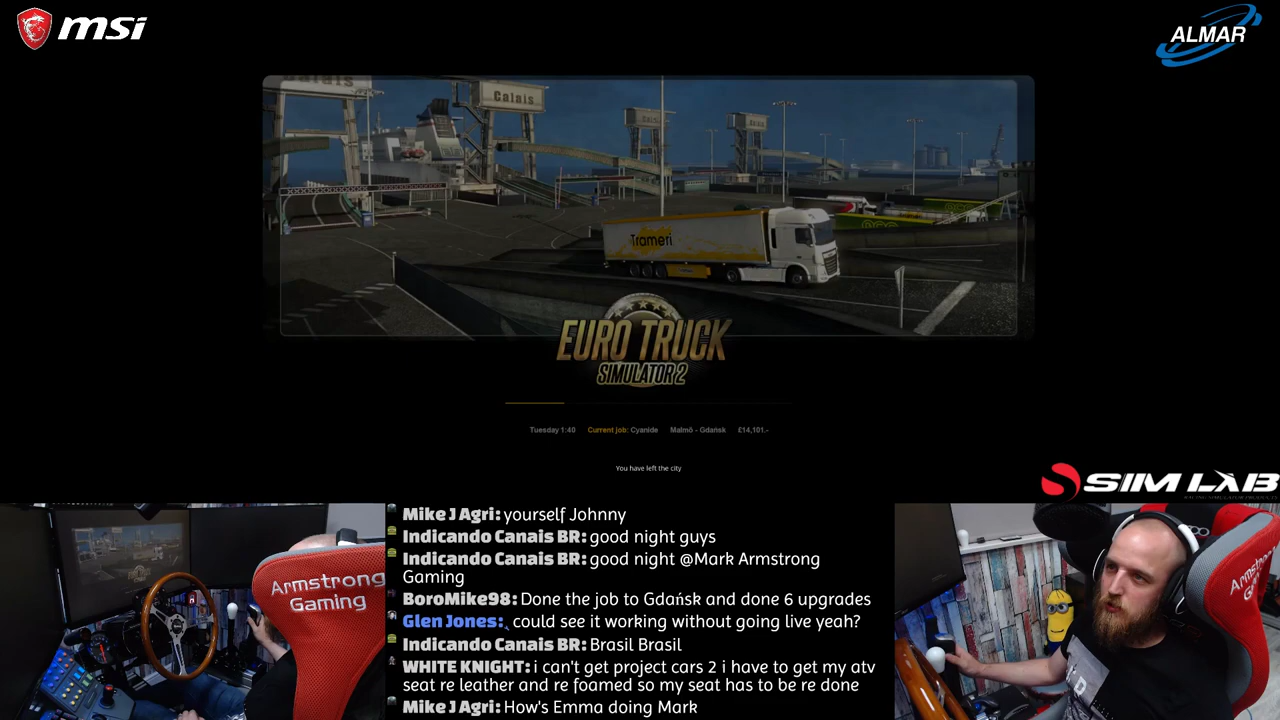 msi
ALMAR
Calais
Calais
Trameri
EURO TRUCK
SIMULATOR 2
Tuesday 1:40 Current job: Cyanide Malmö - Gdańsk £14,101.-
You have left the city
SIM LAB
Mike J Agri: yourself Johnny
Indicando Canais BR: good night guys
Indicando Canais BR: good night @Mark Armstrong
Gaming
BoroMike98: Done the job to Gdańsk and done 6 upgrades
Glen Jones: could see it working without going live yeah?
Indicando Canais BR: Brasil Brasil
WHITE KNIGHT: i can't get project cars 2 i have to get my atv
seat re leather and re foamed so my seat has to be re done
Mike J Agri: How's Emma doing Mark
Armstrong
Gaming